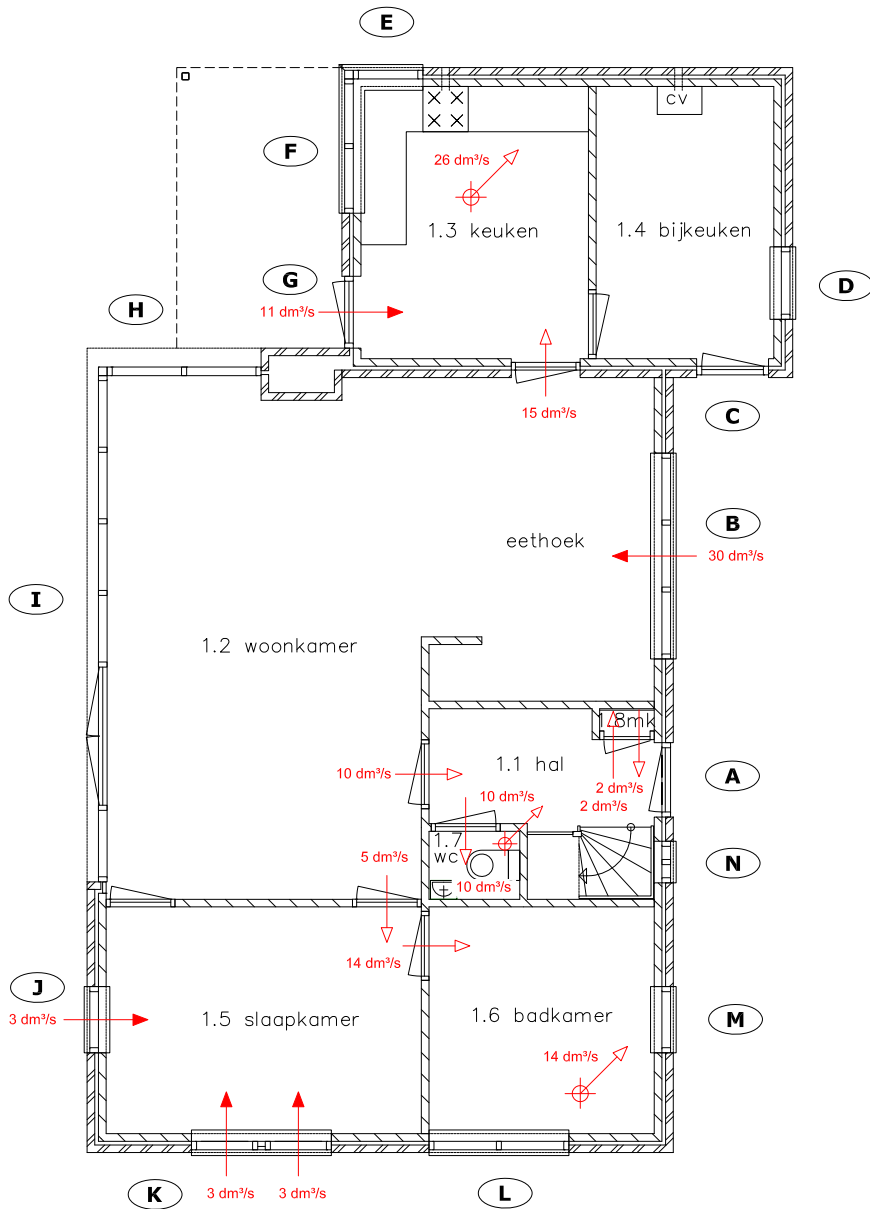 E
CV
F
26 dm³/s
1.3 keuken
1.4 bijkeuken
G
D
H
11 dm³/s
15 dm³/s
C
B
eethoek
30 dm³/s
I
1.2 woonkamer
1.8mk
1.1 hal
10 dm³/s
A
2 dm³/s
10 dm³/s
2 dm³/s
1.7
wc
5 dm³/s
N
10 dm³/s
14 dm³/s
J
3 dm³/s
1.5 slaapkamer
1.6 badkamer
M
14 dm³/s
K
3 dm³/s
3 dm³/s
L